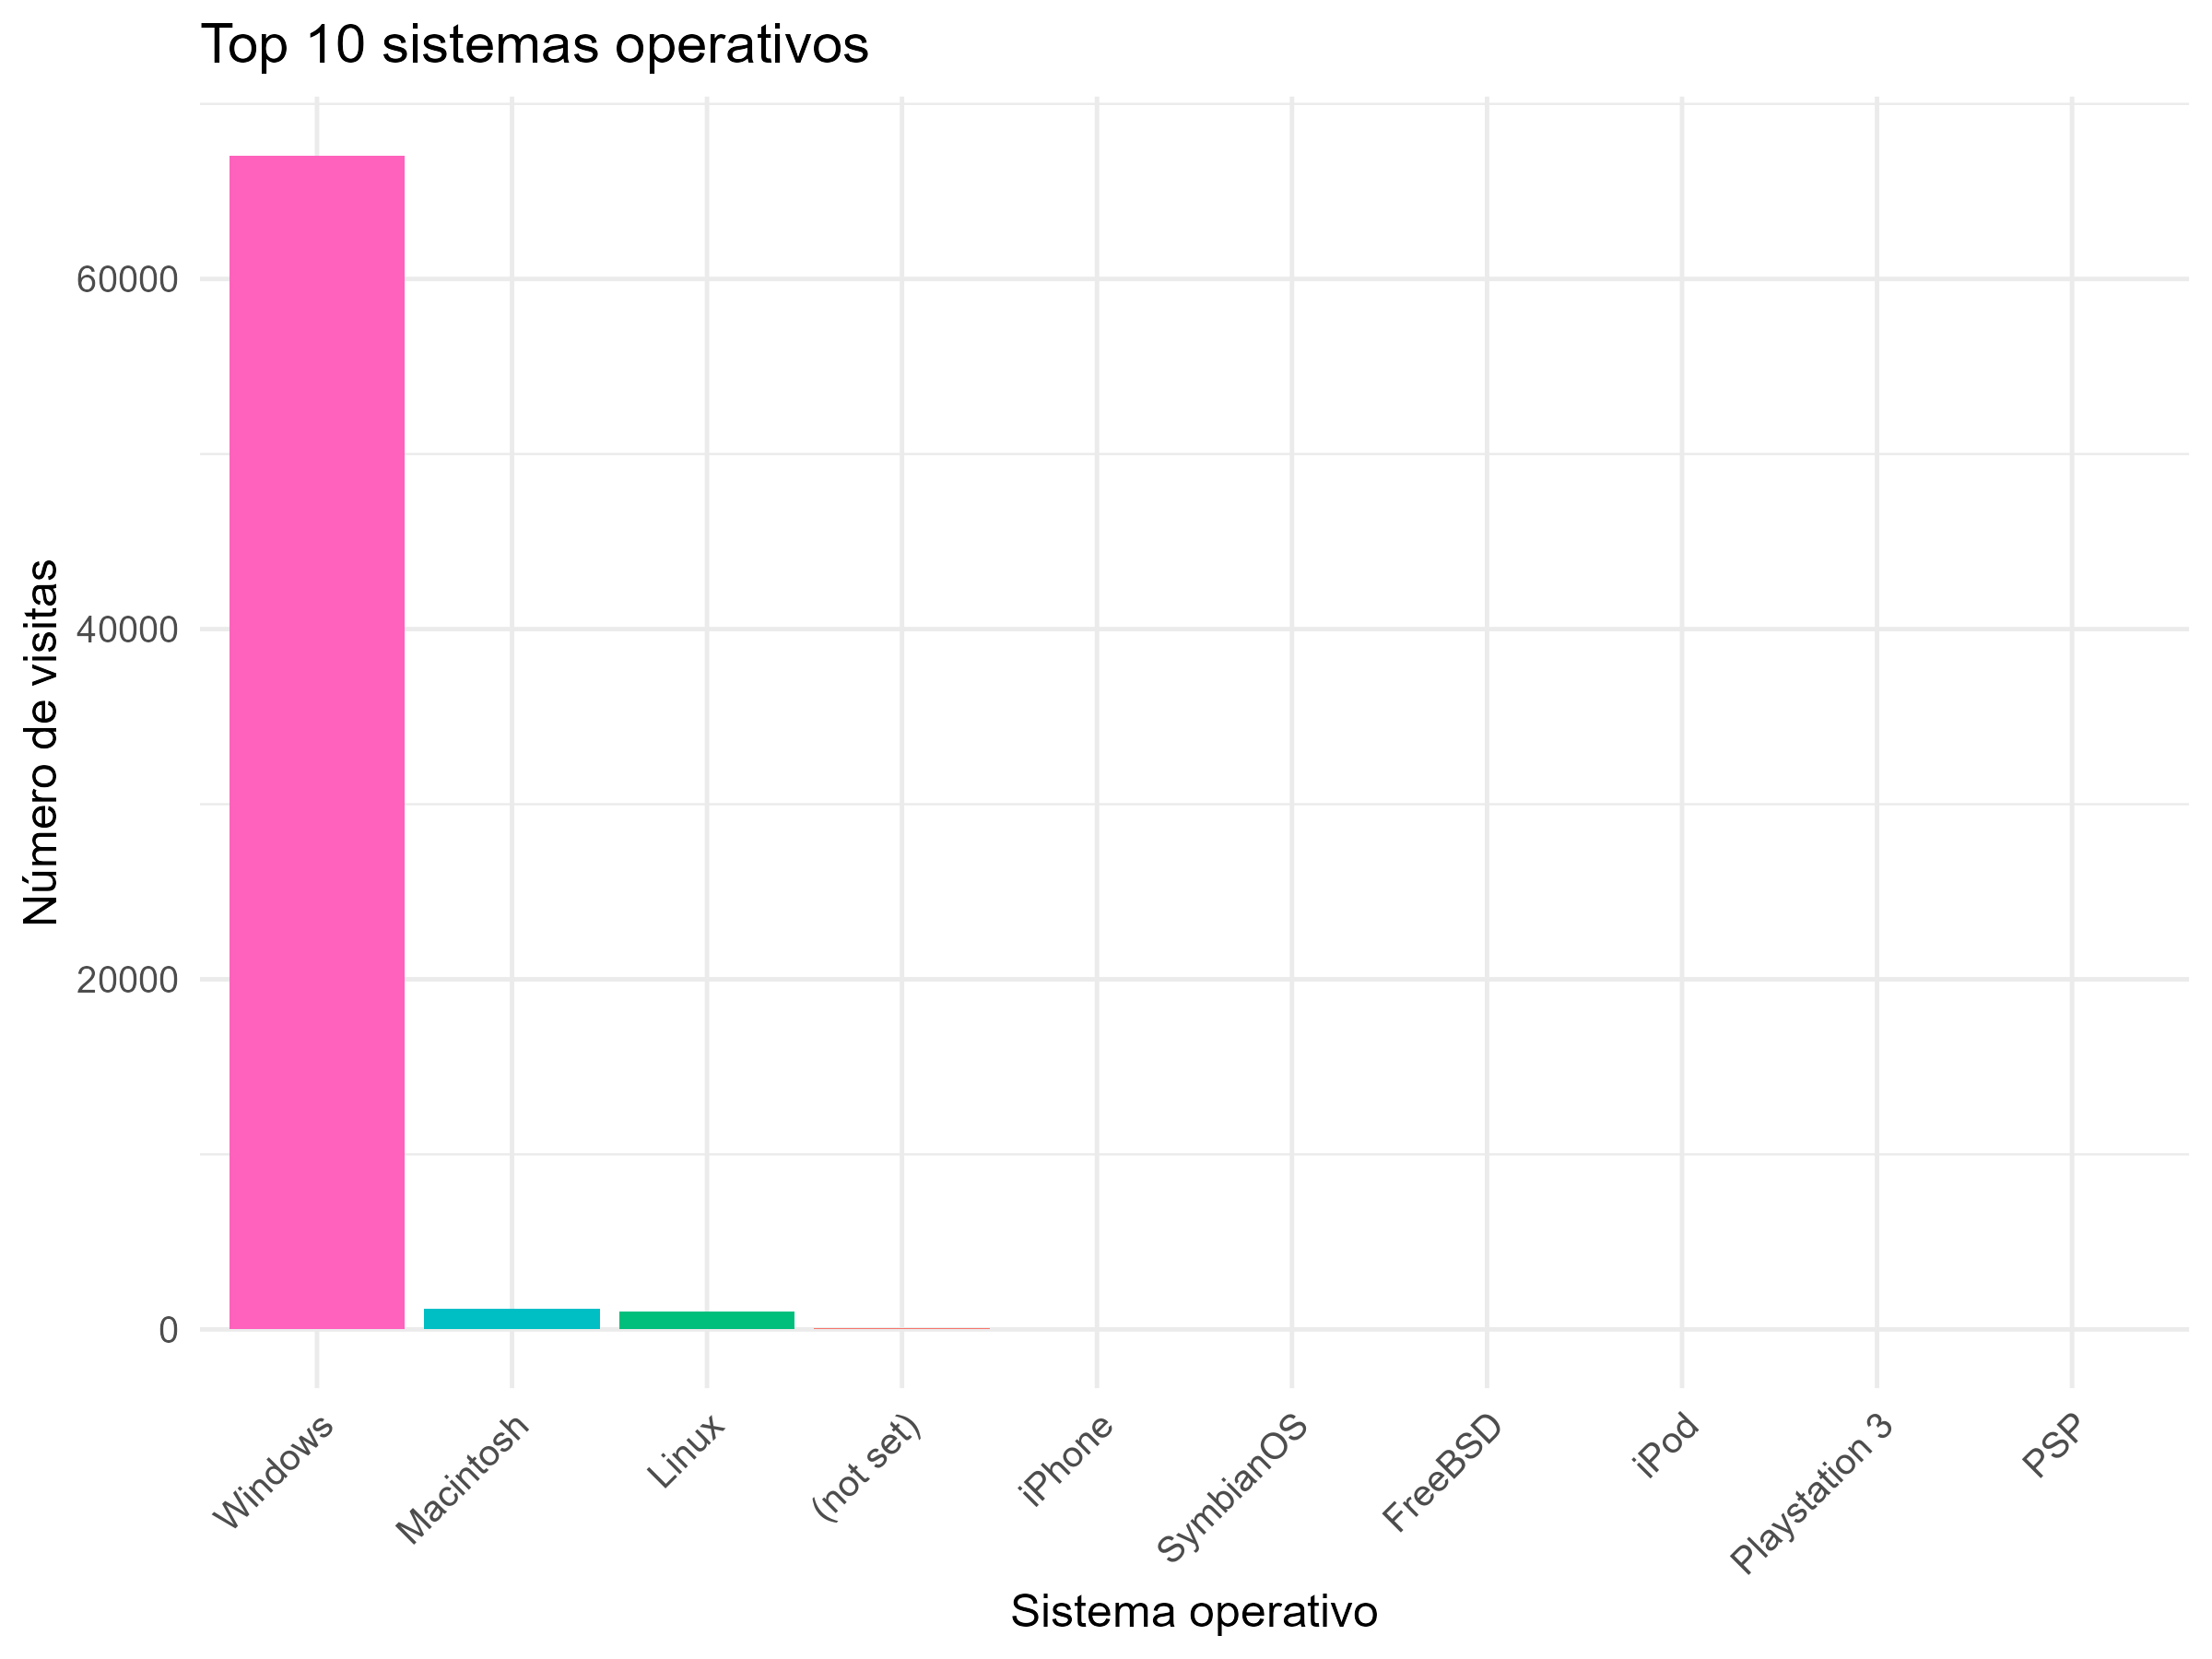 Top 10 sistemas operativos
Número de visitas
60000
40000
20000
0
Windows
Macintosh
Linux
(not set)
iPhone
SymbianOS
FreeBSD
iPod
Playstation 3
PSP
Sistema operativo